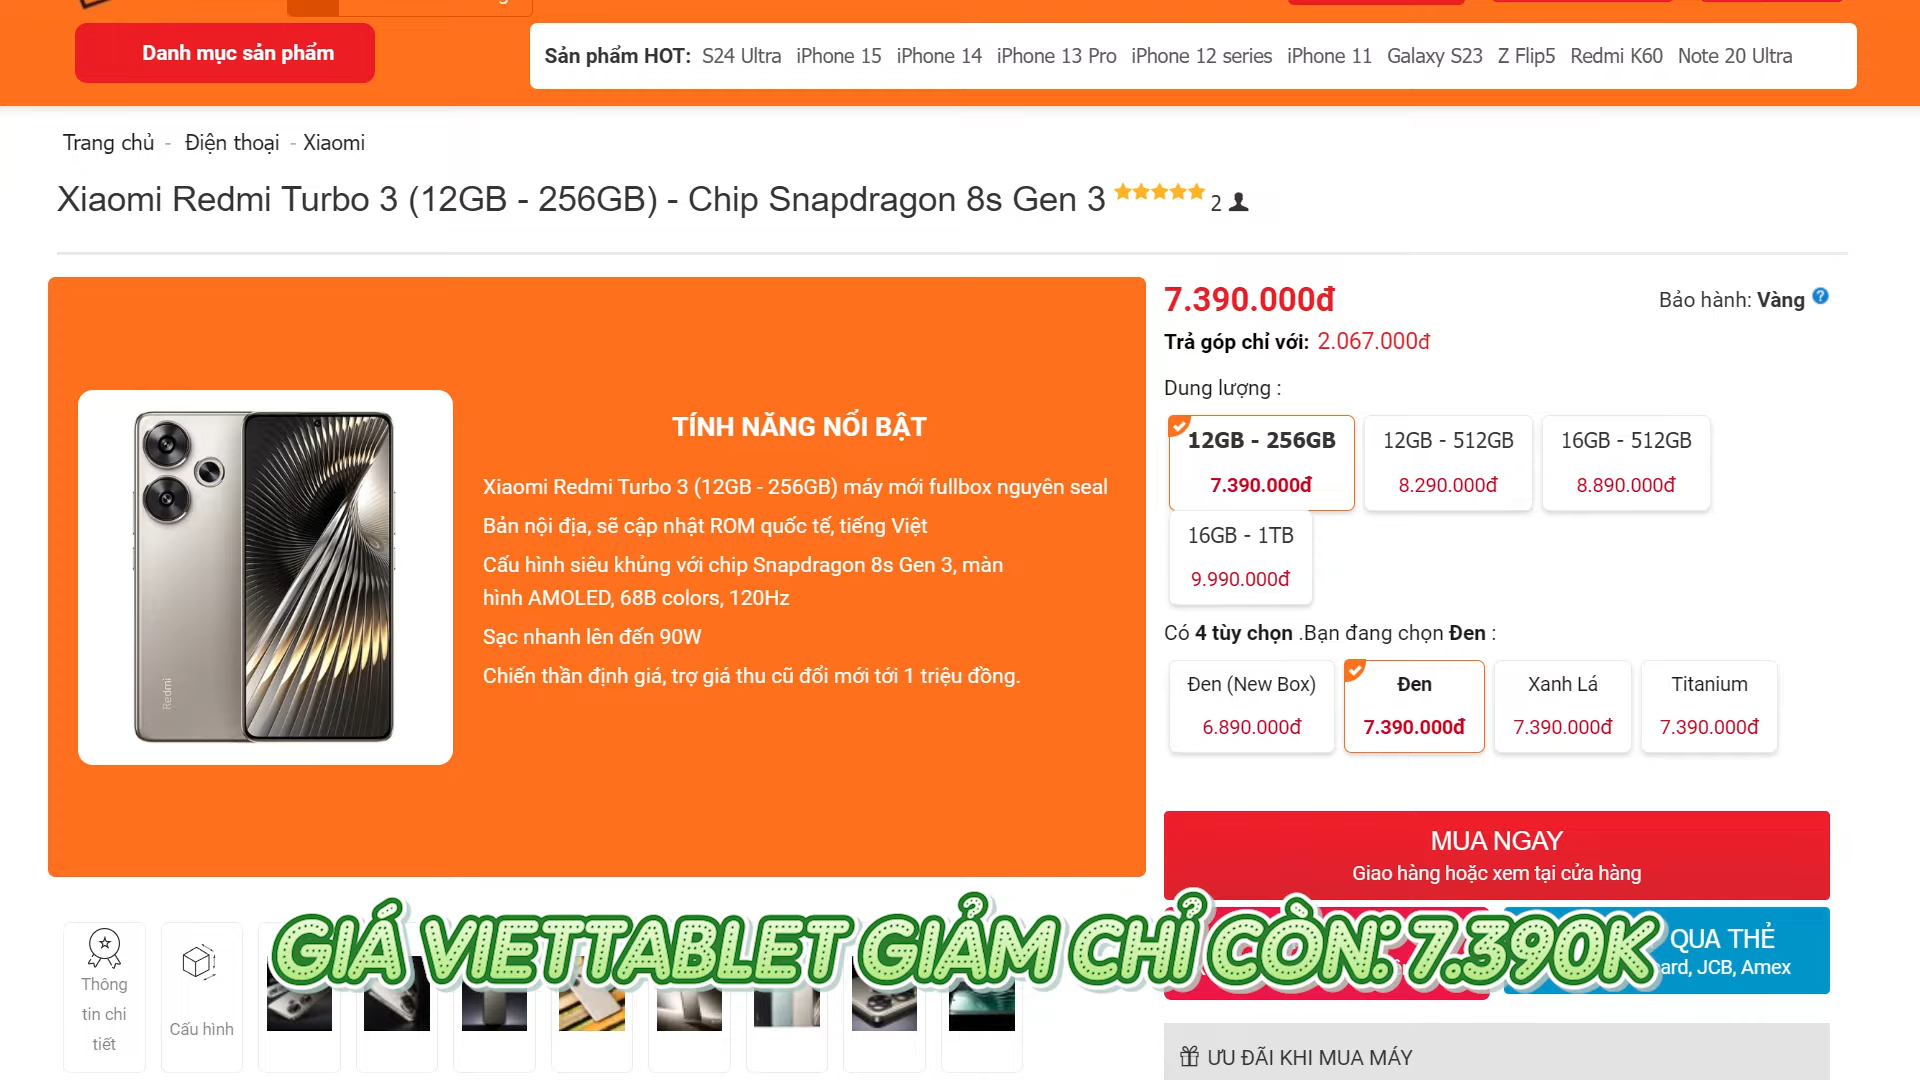 Danh mục sản phẩm
Sản phẩm HOT: S24 Ultra iPhone 15 iPhone 14 iPhone 13 Pro iPhone 12 series iPhone 11 Galaxy S23 Z Flip5 Redmi K60 Note 20 Ultra
Trang chủ - Điện thoại - Xiaomi
Xiaomi Redmi Turbo 3 (12GB - 256GB) - Chip Snapdragon 8s Gen 3 2
TÍNH NĂNG NỔI BẬT
Xiaomi Redmi Turbo 3 (12GB - 256GB) máy mới fullbox nguyên seal
Bản nội địa, sẽ cập nhật ROM quốc tế, tiếng Việt
Cấu hình siêu khủng với chip Snapdragon 8s Gen 3, màn
hình AMOLED, 68B colors, 120Hz
Sạc nhanh lên đến 90W
Chiến thần định giá, trợ giá thu cũ đổi mới tới 1 triệu đồng.
Redmi
7.390.000đ
Bảo hành: Vàng ?
Trả góp chỉ với: 2.067.000đ
Dung lượng :
12GB - 256GB 12GB - 512GB 16GB - 512GB
7.390.000đ 8.290.000đ 8.890.000đ
16GB - 1TB
9.990.000đ
Có 4 tùy chọn .Bạn đang chọn Đen :
Đen (New Box) Đen Xanh Lá Titanium
6.890.000đ 7.390.000đ 7.390.000đ 7.390.000đ
MUA NGAY
Giao hàng hoặc xem tại cửa hàng
QUA THẺ
ard, JCB, Amex
GIÁ VIETTABLET GIẢM CHỈ CÒN: 7.390K
Thông
tin chi
tiết
Cấu hình
ƯU ĐÃI KHI MUA MÁY